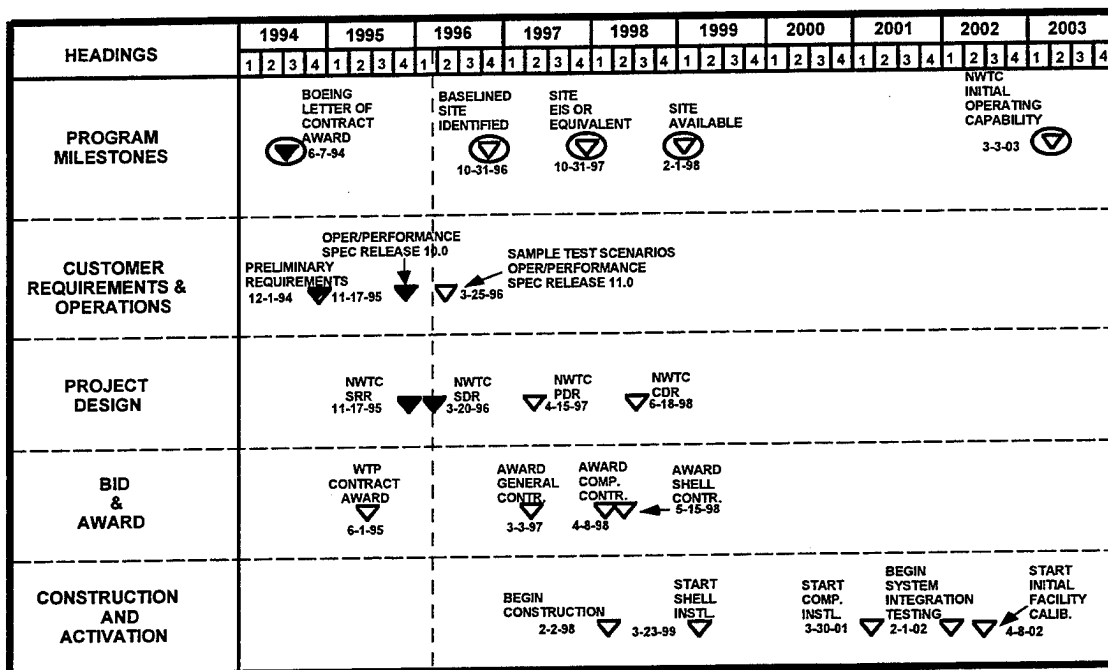 HEADINGS
1994 1995 1996 1997 1998 1999 2000 2001 2002 2003
1 2 3 4 1 2 3 4 1 2 3 4 1 2 3 4 1 2 3 4 1 2 3 4 1 2 3 4 1 2 3 4 1 2 3 4 1 2 3 4
PROGRAM
MILESTONES
BOEING
LETTER OF
CONTRACT
AWARD
6-7-94
BASELINED
SITE
IDENTIFIED
10-31-96
SITE
EIS OR
EQUIVALENT
10-31-97
SITE
AVAILABLE
2-1-98
NWTC
INITIAL
OPERATING
CAPABILITY
3-3-03
CUSTOMER
REQUIREMENTS &
OPERATIONS
PRELIMINARY
REQUIREMENTS
12-1-94
OPER/PERFORMANCE
SPEC RELEASE 10.0
11-17-95
SAMPLE TEST SCENARIOS
OPER/PERFORMANCE
SPEC RELEASE 11.0
3-25-96
PROJECT
DESIGN
NWTC
SRR
11-17-95
NWTC
SDR
3-20-96
NWTC
PDR
4-15-97
NWTC
CDR
6-18-98
BID
&
AWARD
WTP
CONTRACT
AWARD
6-1-95
AWARD
GENERAL
CONTR.
3-3-97
AWARD
COMP.
CONTR.
4-8-98
AWARD
SHELL
CONTR.
5-15-98
CONSTRUCTION
AND
ACTIVATION
BEGIN
CONSTRUCTION
2-2-98
START
SHELL
INSTL.
3-23-99
START
COMP.
INSTL.
3-30-01
BEGIN
SYSTEM
INTEGRATION
TESTING
2-1-02
START
INITIAL
FACILITY
CALIB.
4-8-02